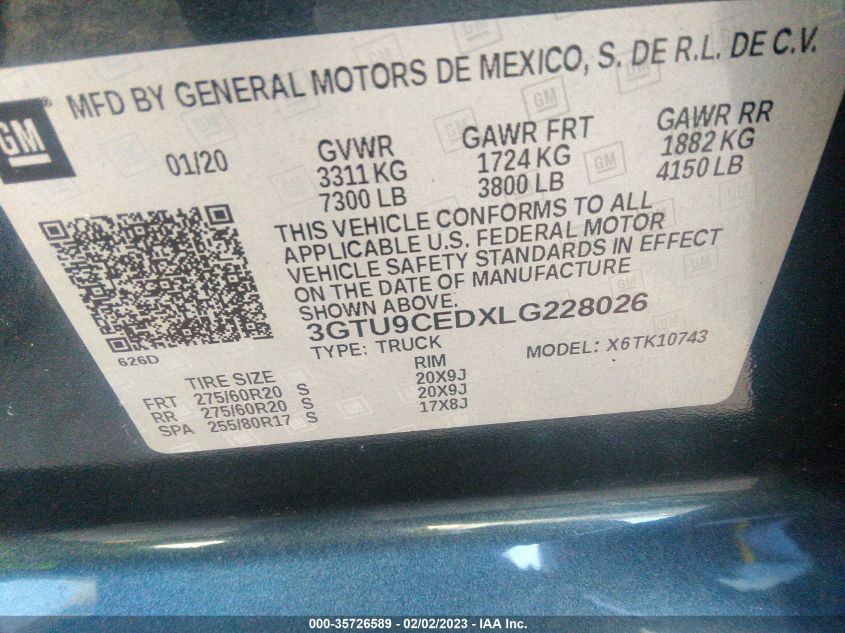 MFD BY GENERAL MOTORS DE MEXICO, S. DE R.L. DE C.V.
GM ®
01/20
GVWR
3311 KG
7300 LB
GAWR FRT
1724 KG
3800 LB
GAWR RR
1882 KG
4150 LB
THIS VEHICLE CONFORMS TO ALL
APPLICABLE U.S. FEDERAL MOTOR
VEHICLE SAFETY STANDARDS IN EFFECT
ON THE DATE OF MANUFACTURE
SHOWN ABOVE.
3GTU9CEDXLG228026
TYPE: TRUCK
MODEL: X6TK10743
626D
TIRE SIZE RIM
FRT 275/60R20 S 20X9J
RR 275/60R20 S 20X9J
SPA 255/80R17 S 17X8J
000-35726589 - 02/02/2023 - IAA Inc.